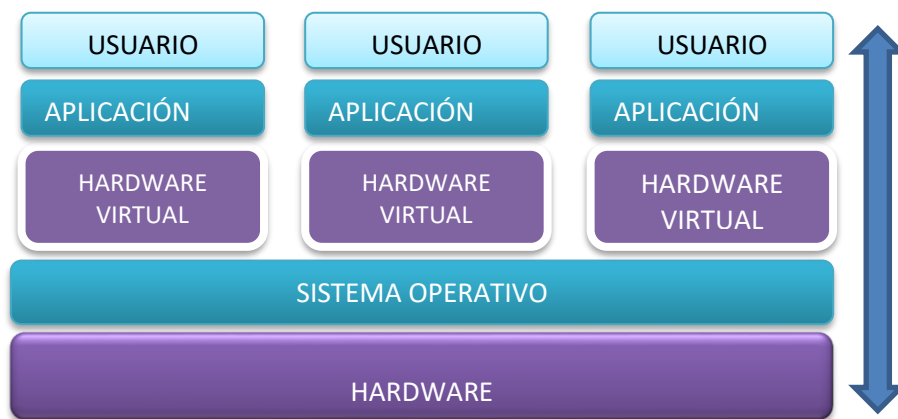 USUARIO
USUARIO
USUARIO
APLICACIÓN
APLICACIÓN
APLICACIÓN
HARDWARE
VIRTUAL
HARDWARE
VIRTUAL
HARDWARE
VIRTUAL
SISTEMA OPERATIVO
HARDWARE